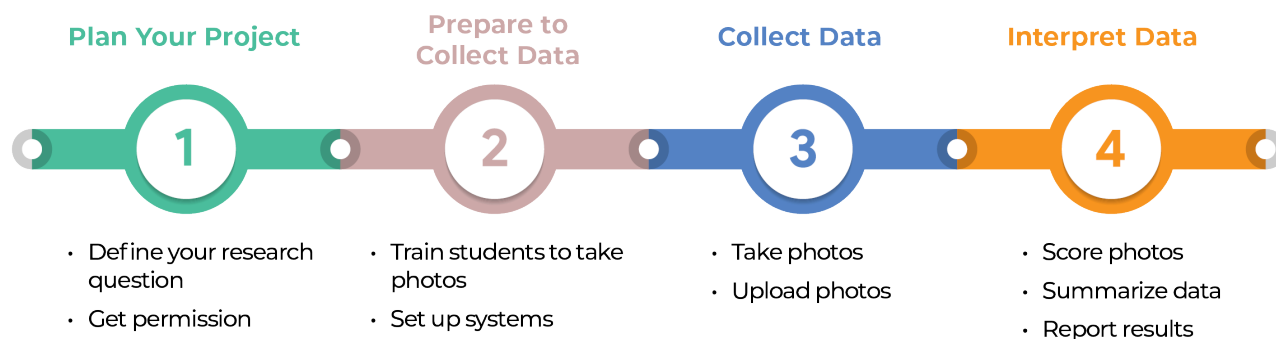 Plan Your Project
1
• Define your research
question
• Get permission
Prepare to
Collect Data
2
• Train students to take
photos
• Set up systems
Collect Data
3
• Take photos
• Upload photos
Interpret Data
4
• Score photos
• Summarize data
• Report results